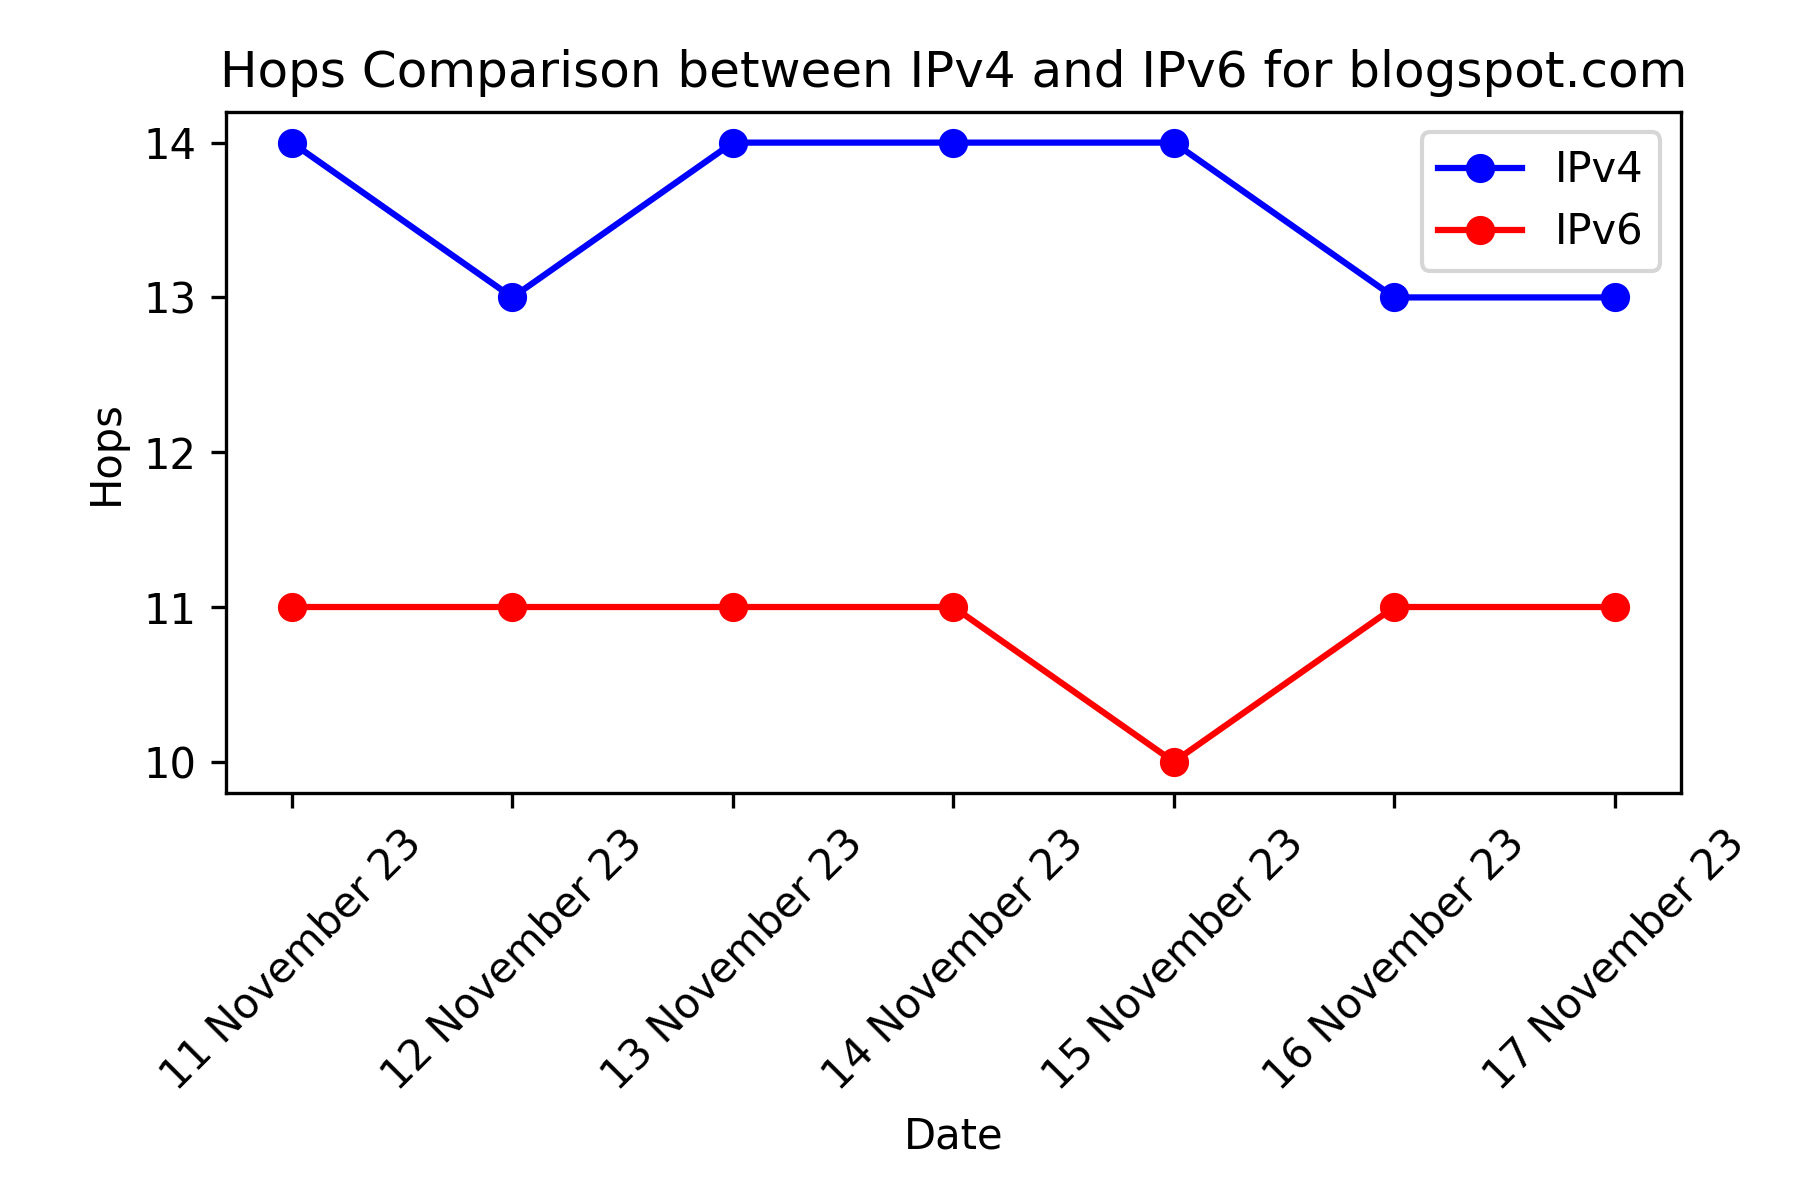 Hops Comparison between IPv4 and IPv6 for blogspot.com
14
13
12
11
10
Hops
IPv4
IPv6
11 November 23
12 November 23
13 November 23
14 November 23
15 November 23
16 November 23
17 November 23
Date